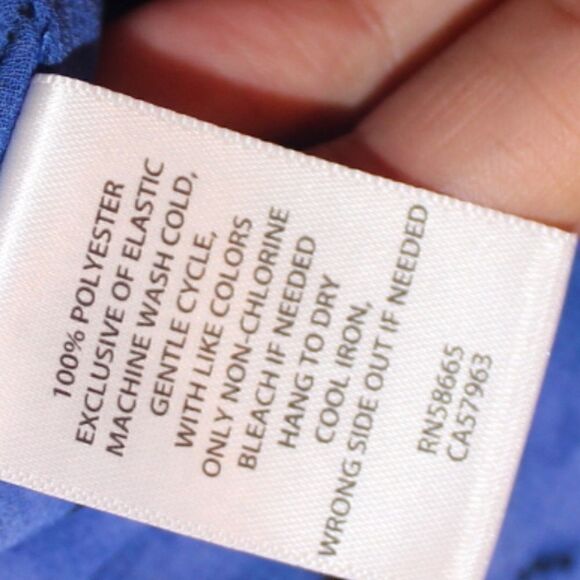 100% POLYESTER
EXCLUSIVE OF ELASTIC
MACHINE WASH COLD,
GENTLE CYCLE,
WITH LIKE COLORS
ONLY NON-CHLORINE
BLEACH IF NEEDED
HANG TO DRY
COOL IRON,
WRONG SIDE OUT IF NEEDED
RN58665
CA57963